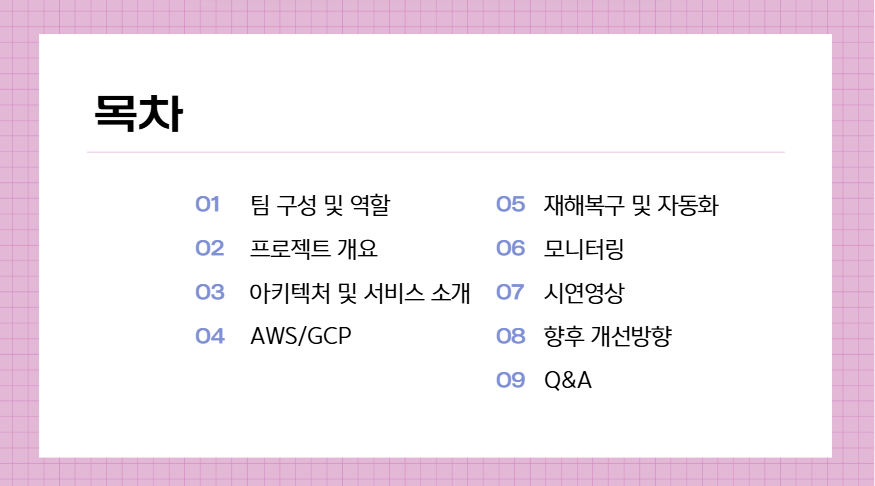 목차
01 팀 구성 및 역할
02 프로젝트 개요
03 아키텍처 및 서비스 소개
04 AWS/GCP
05 재해복구 및 자동화
06 모니터링
07 시연영상
08 향후 개선방향
09 Q&A